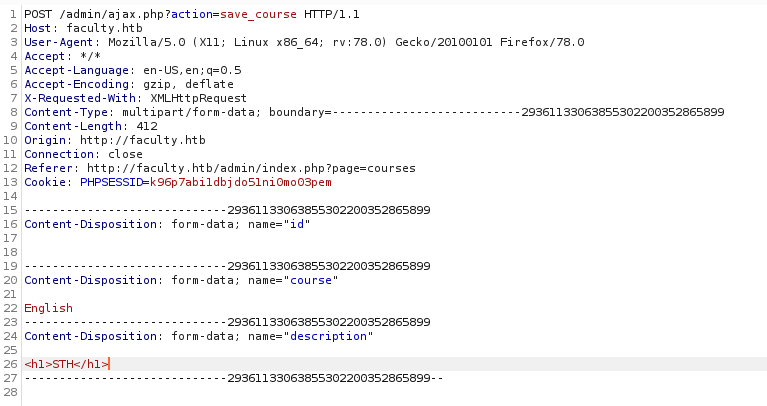 1 POST /admin/ajax.php?action=save_course HTTP/1.1
2 Host: faculty.htb
3 User-Agent: Mozilla/5.0 (X11; Linux x86_64; rv:78.0) Gecko/20100101 Firefox/78.0
4 Accept: */*
5 Accept-Language: en-US,en;q=0.5
6 Accept-Encoding: gzip, deflate
7 X-Requested-With: XMLHttpRequest
8 Content-Type: multipart/form-data; boundary=---------------------------293611330638553022003528​65899
9 Content-Length: 412
10 Origin: http://faculty.htb
11 Connection: close
12 Referer: http://faculty.htb/admin/index.php?page=courses
13 Cookie: PHPSESSID=k96p7abi1dbjdo51ni0mo03pem
14
15 -----------------------------29361133063855302200352865899
16 Content-Disposition: form-data; name="id"
17
18
19 -----------------------------29361133063855302200352865899
20 Content-Disposition: form-data; name="course"
21
22 English
23 -----------------------------29361133063855302200352865899
24 Content-Disposition: form-data; name="description"
25
26 <h1>STH</h1>
27 -----------------------------29361133063855302200352865899--
28